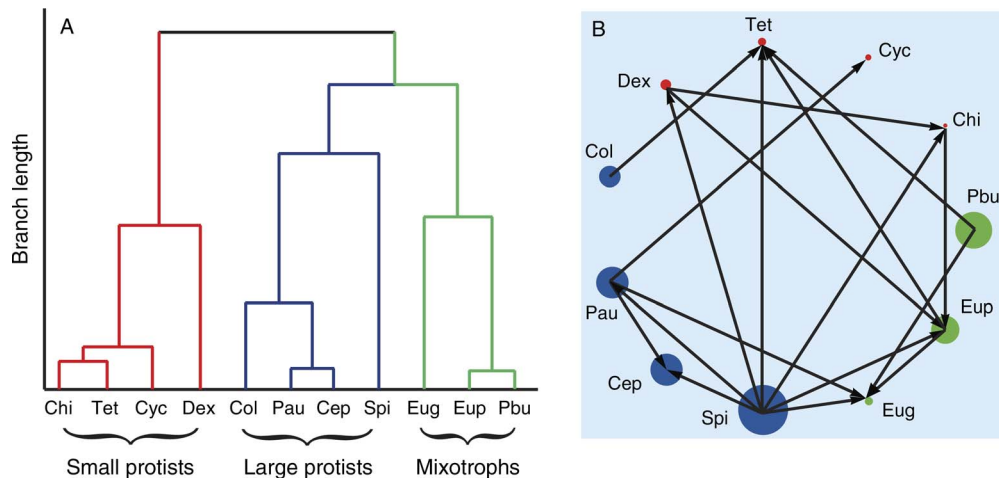 A
Branch length
Chi Tet Cyc Dex Col Pau Cep Spi Eug Eup Pbu
Small protists Large protists Mixotrophs
B
Tet
Cyc
Dex
Chi
Col
Pbu
Pau
Eup
Cep
Spi
Eug